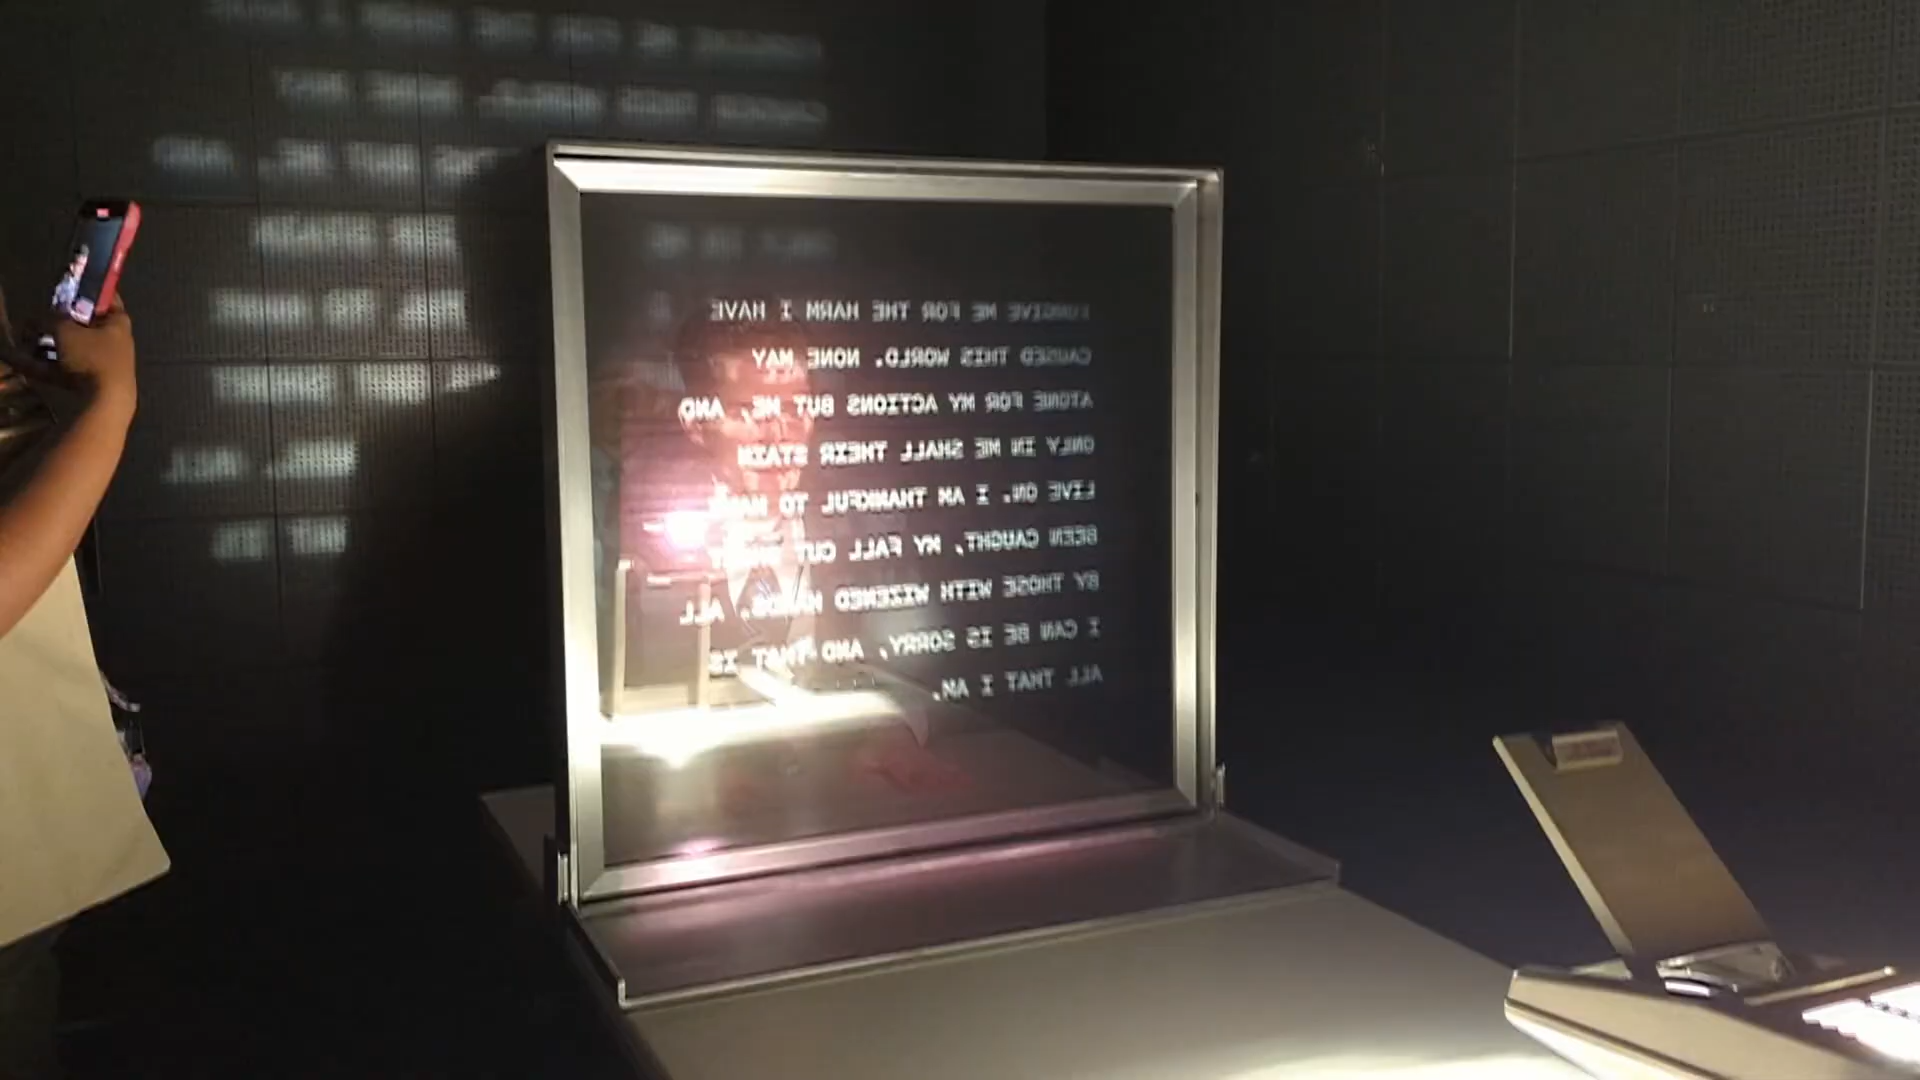 FORGIVE ME FOR THE HARM I HAVE
CAUSED THIS WORLD. NONE MAY
ATONE FOR MY ACTIONS BUT ME, AND
ONLY IN ME SHALL THEIR STAIN
LIVE ON. I AM THANKFUL TO HAVE
BEEN CAUGHT, MY FALL CUT SHORT
BY THOSE WITH WIZENED HANDS. ALL
I CAN BE IS SORRY, AND THAT IS
ALL THAT I AM.